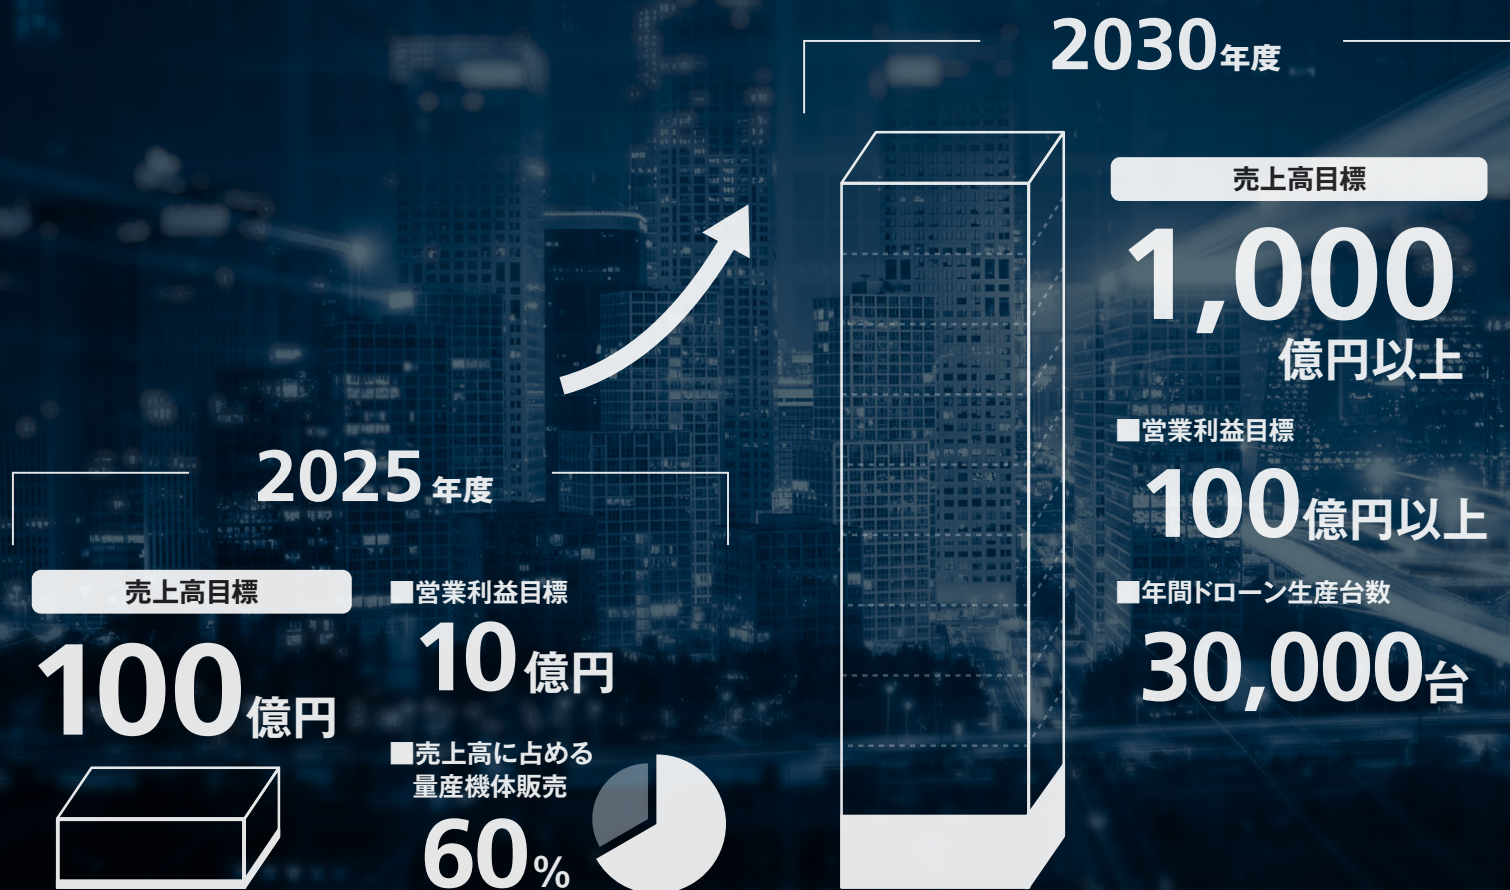 2030年度
売上高目標
1,000
億円以上
■営業利益目標
100億円以上
■年間ドローン生産台数
30,000台
2025年度
売上高目標
100億円
■営業利益目標
10億円
■売上高に占める
量産機体販売
60%